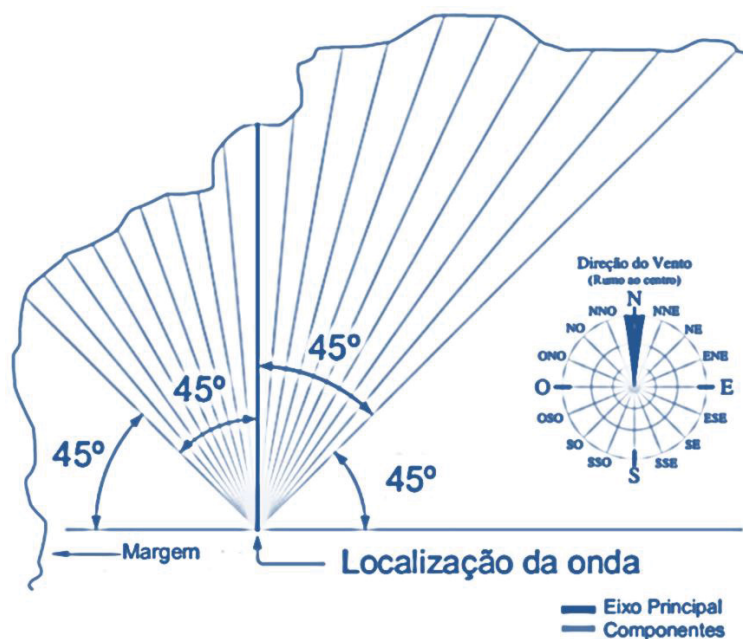 Direção do Vento
(Rumo ao centro)
N
NNO
NNE
NO
NE
ONO
ENE
O
E
OSO
ESE
SO
SE
SSO
SSE
S
45º
45º
45º
45º
Margem
Localização da onda
Eixo Principal
Componentes